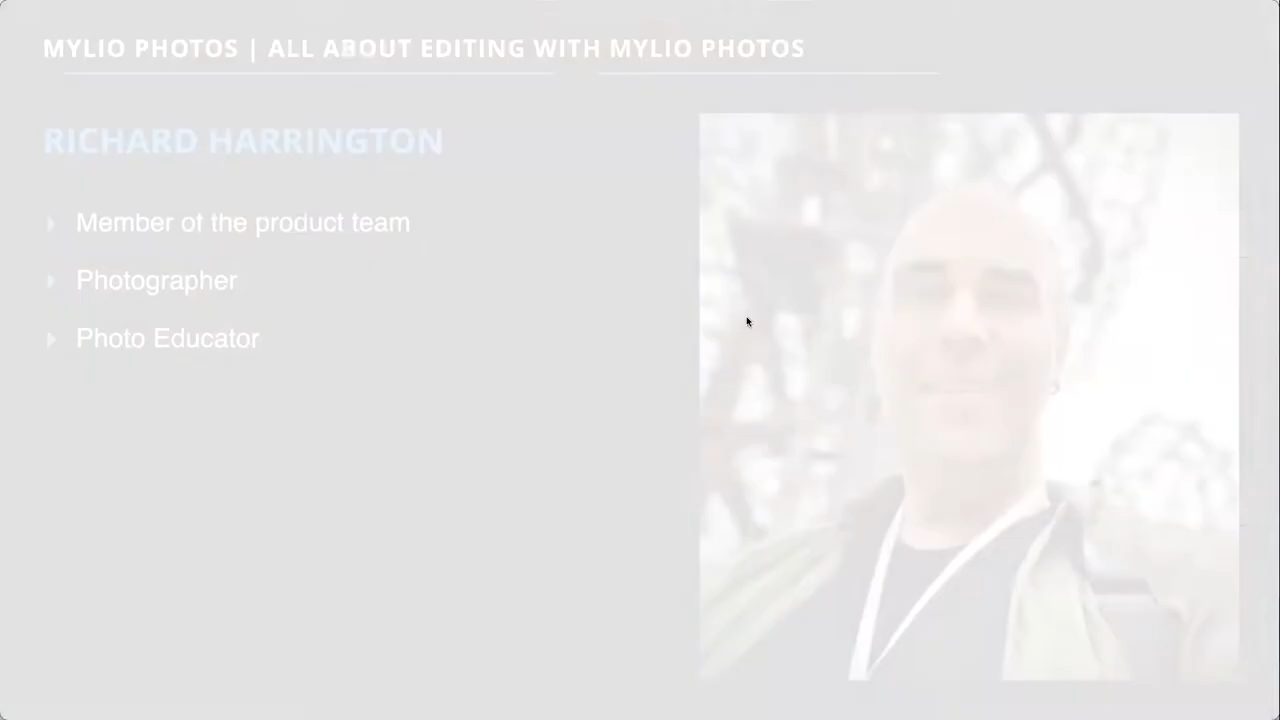 MYLIO PHOTOS | ALL ABOUT EDITING WITH MYLIO PHOTOS
RICHARD HARRINGTON
Member of the product team
Photographer
Photo Educator